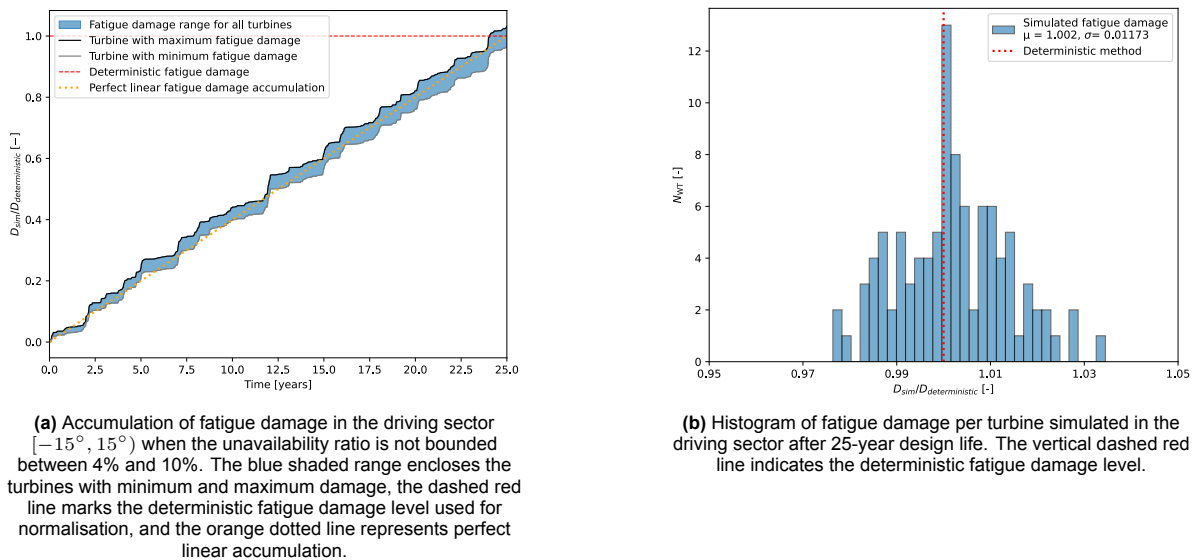 Fatigue damage range for all turbines
Turbine with maximum fatigue damage
Turbine with minimum fatigue damage
Deterministic fatigue damage
Perfect linear fatigue damage accumulation
D_sim/D_deterministic [−]
1.0
0.8
0.6
0.4
0.2
0.0
0.0 2.5 5.0 7.5 10.0 12.5 15.0 17.5 20.0 22.5 25.0
Time [years]
(a) Accumulation of fatigue damage in the driving sector
[−15°, 15°) when the unavailability ratio is not bounded
between 4% and 10%. The blue shaded range encloses the
turbines with minimum and maximum damage, the dashed red
line marks the deterministic fatigue damage level used for
normalisation, and the orange dotted line represents perfect
linear accumulation.
Simulated fatigue damage
μ = 1.002, σ= 0.01173
Deterministic method
N_WT [-]
12
10
8
6
4
2
0
0.95 0.97 0.99 1.01 1.03 1.05
D_sim/D_deterministic [-]
(b) Histogram of fatigue damage per turbine simulated in the
driving sector after 25-year design life. The vertical dashed red
line indicates the deterministic fatigue damage level.